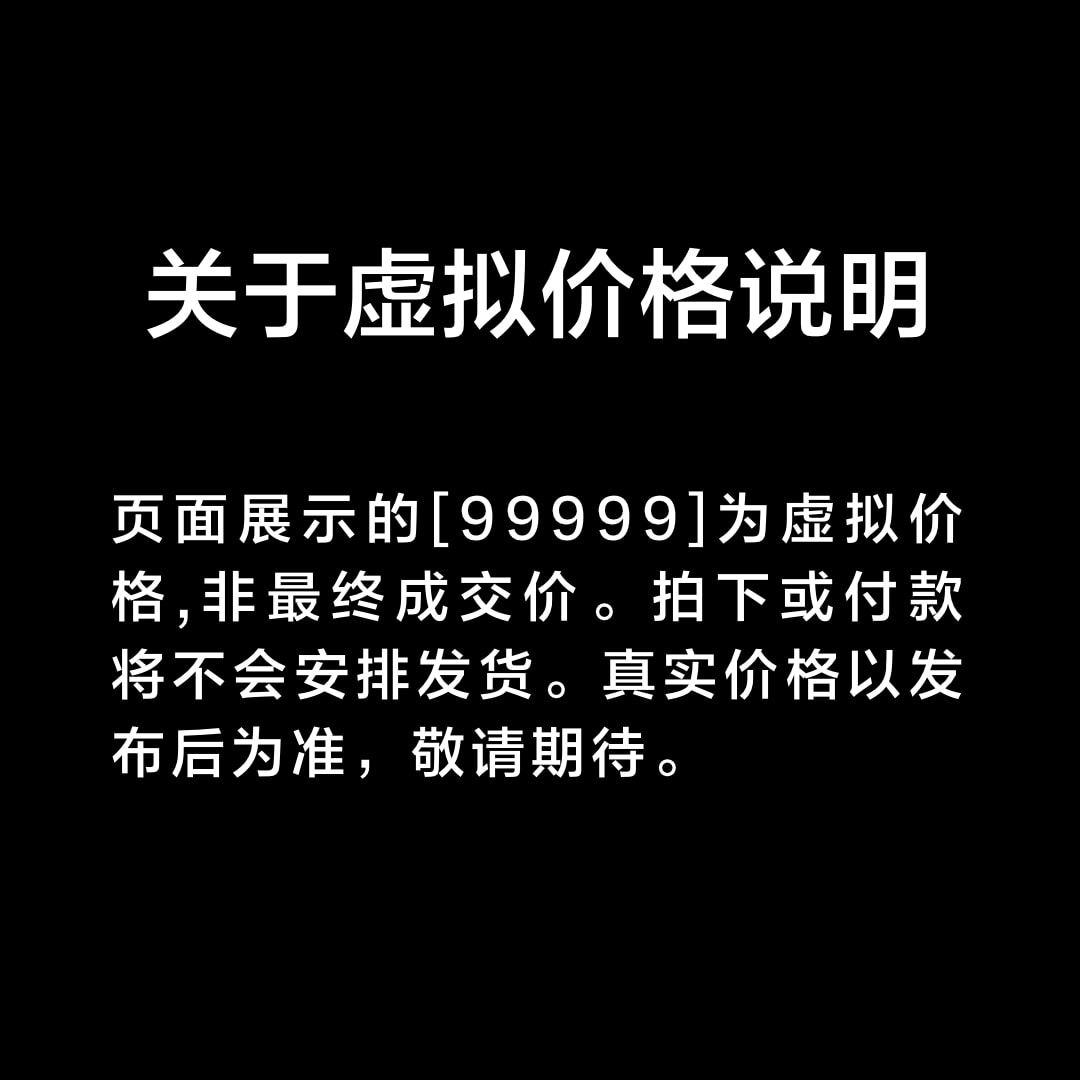 关于虚拟价格说明
页面展示的[99999]为虚拟价
格,非最终成交价。拍下或付款
将不会安排发货。真实价格以发
布后为准，敬请期待。